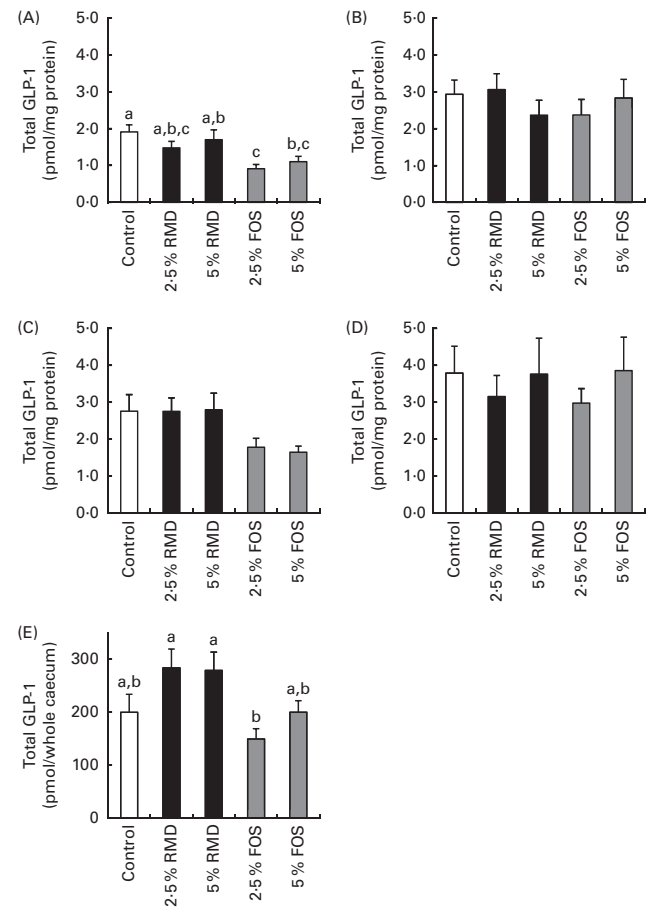 (A)
Total GLP-1
(pmol/mg protein)
5·0
4·0
3·0
2·0
1·0
0·0
a
a,b,c
a,b
c
b,c
Control
2·5% RMD
5% RMD
2·5% FOS
5% FOS
(B)
Total GLP-1
(pmol/mg protein)
5·0
4·0
3·0
2·0
1·0
0·0
Control
2·5% RMD
5% RMD
2·5% FOS
5% FOS
(C)
Total GLP-1
(pmol/mg protein)
5·0
4·0
3·0
2·0
1·0
0·0
Control
2·5% RMD
5% RMD
2·5% FOS
5% FOS
(D)
Total GLP-1
(pmol/mg protein)
5·0
4·0
3·0
2·0
1·0
0·0
Control
2·5% RMD
5% RMD
2·5% FOS
5% FOS
(E)
Total GLP-1
(pmol/whole caecum)
300
200
100
0
a,b
a
a
b
a,b
Control
2·5% RMD
5% RMD
2·5% FOS
5% FOS